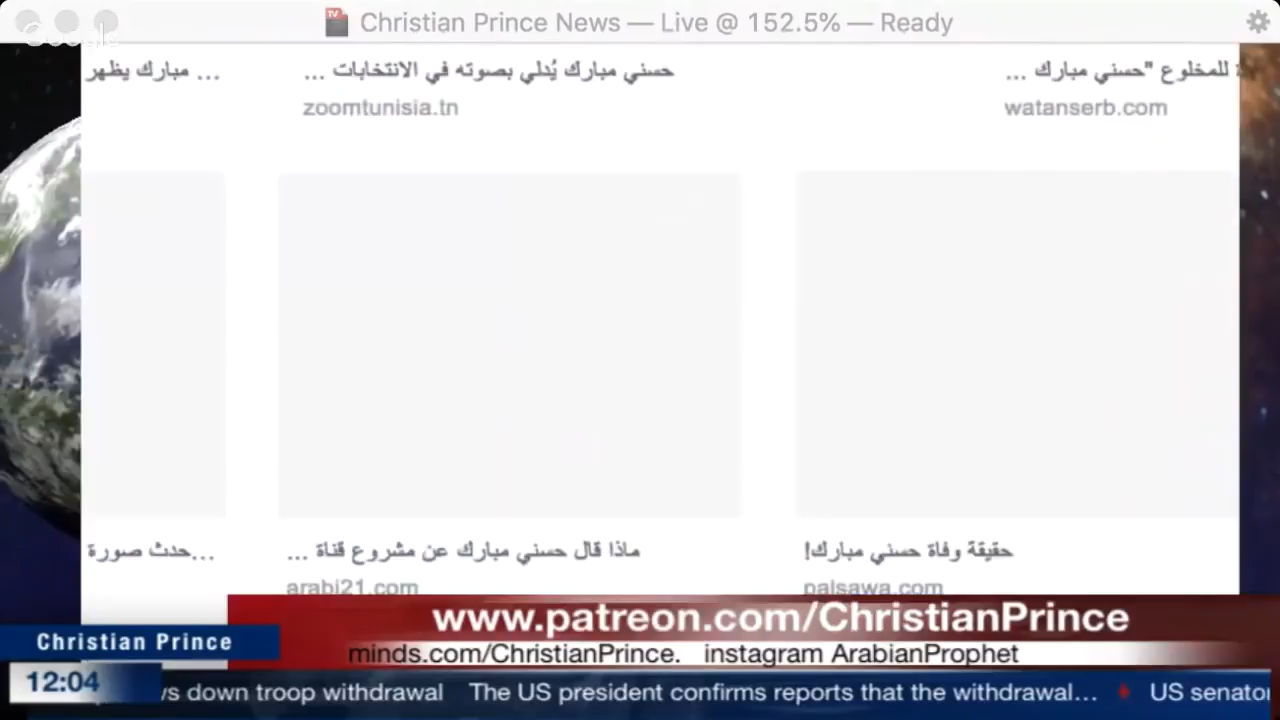 Christian Prince News — Live @ 152.5% — Ready
Google
مبارك يظهر ...
حسني مبارك يُدلي بصوته في الانتخابات ...
للمخلوع "حسني مبارك ...
zoomtunisia.tn
watanserb.com
حدث صورة...
ماذا قال حسني مبارك عن مشروع قناة ...
حقيقة وفاة حسني مبارك!
arabi21.com
palsawa.com
www.patreon.com/ChristianPrince
Christian Prince
minds.com/ChristianPrince. instagram ArabianProphet
12:04
down troop withdrawal The US president confirms reports that the withdrawal... US